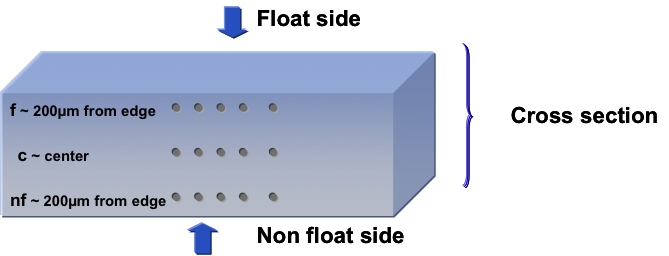 Float side
f ~ 200µm from edge
Cross section
c ~ center
nf ~ 200µm from edge
Non float side